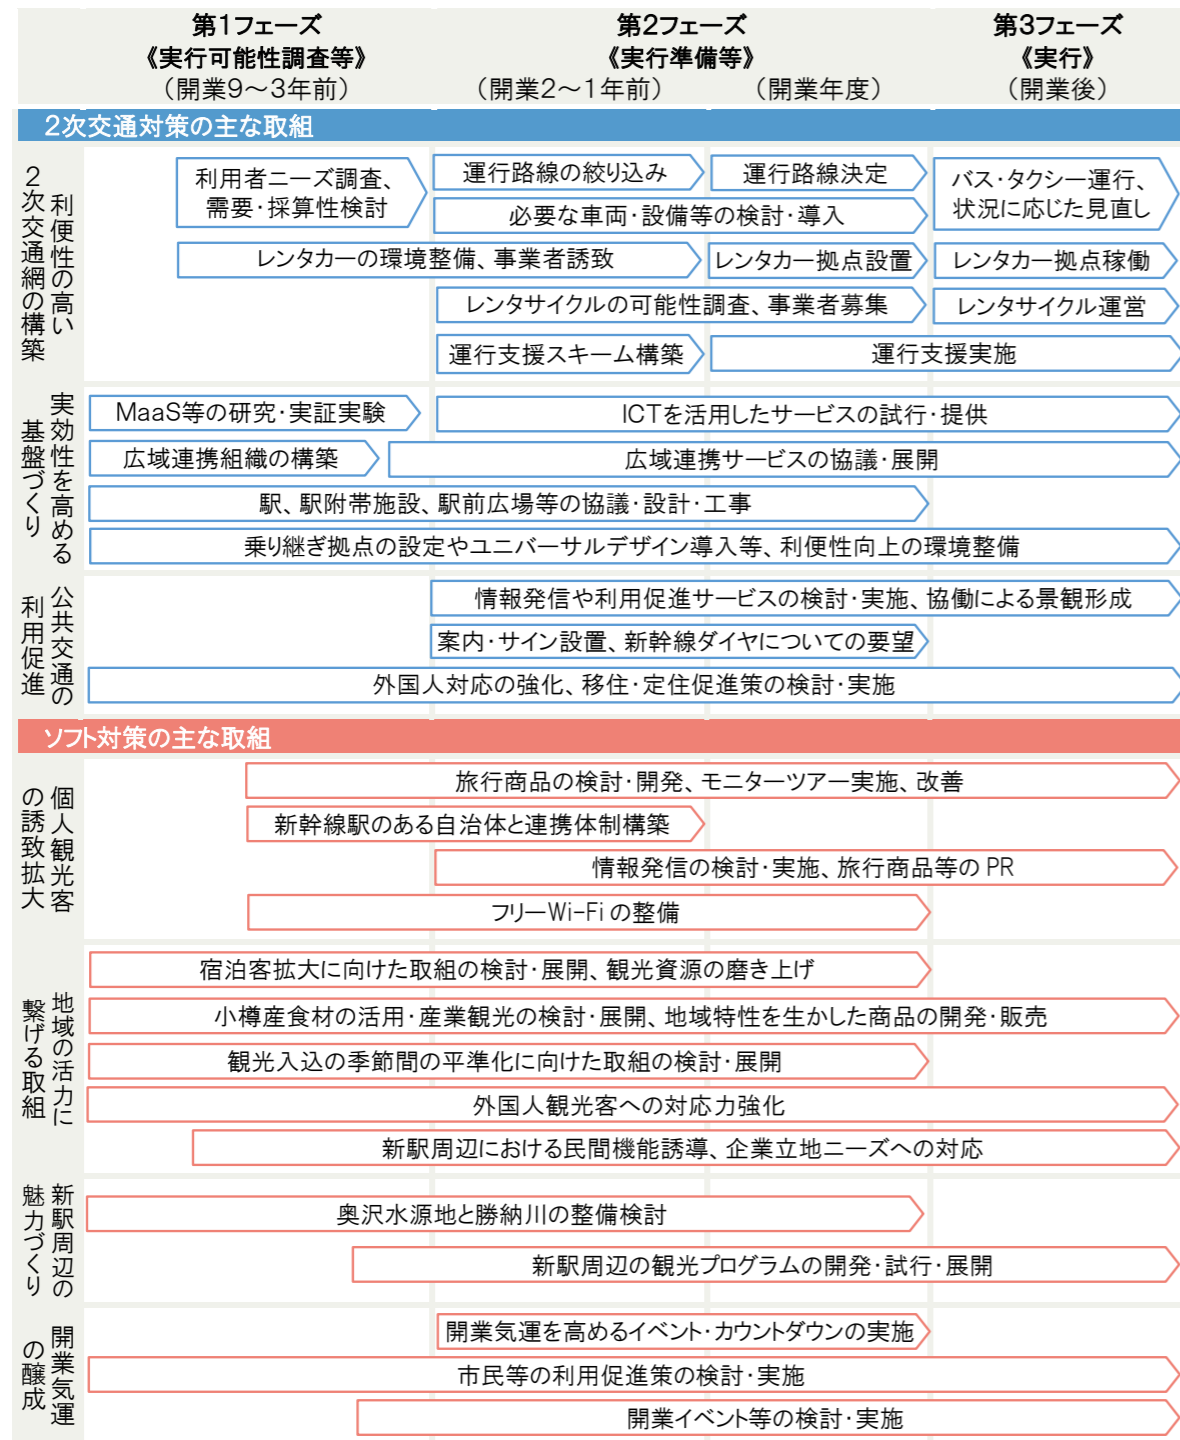 第1フェーズ
《実行可能性調査等》
（開業9～3年前）
第2フェーズ
《実行準備等》
（開業2～1年前）
（開業年度）
第3フェーズ
《実行》
（開業後）
2次交通対策の主な取組
利便性の高い
2次交通網の構築
利用者ニーズ調査、
需要・採算性検討
運行路線の絞り込み
運行路線決定
必要な車両・設備等の検討・導入
バス・タクシー運行、
状況に応じた見直し
レンタカーの環境整備、事業者誘致
レンタカー拠点設置
レンタカー拠点稼働
レンタサイクルの可能性調査、事業者募集
レンタサイクル運営
運行支援スキーム構築
運行支援実施
実効性を高める
基盤づくり
MaaS等の研究・実証実験
ICTを活用したサービスの試行・提供
広域連携組織の構築
広域連携サービスの協議・展開
駅、駅附帯施設、駅前広場等の協議・設計・工事
乗り継ぎ拠点の設定やユニバーサルデザイン導入等、利便性向上の環境整備
公共交通の
利用促進
情報発信や利用促進サービスの検討・実施、協働による景観形成
案内・サイン設置、新幹線ダイヤについての要望
外国人対応の強化、移住・定住促進策の検討・実施
ソフト対策の主な取組
個人観光客
の誘致拡大
旅行商品の検討・開発、モニターツアー実施、改善
新幹線駅のある自治体と連携体制構築
情報発信の検討・実施、旅行商品等の PR
フリーWi-Fi の整備
地域の活力に
繋げる取組
宿泊客拡大に向けた取組の検討・展開、観光資源の磨き上げ
小樽産食材の活用・産業観光の検討・展開、地域特性を生かした商品の開発・販売
観光入込の季節間の平準化に向けた取組の検討・展開
外国人観光客への対応力強化
新駅周辺における民間機能誘導、企業立地ニーズへの対応
新駅周辺の
魅力づくり
奥沢水源地と勝納川の整備検討
新駅周辺の観光プログラムの開発・試行・展開
開業気運
の醸成
開業気運を高めるイベント・カウントダウンの実施
市民等の利用促進策の検討・実施
開業イベント等の検討・実施